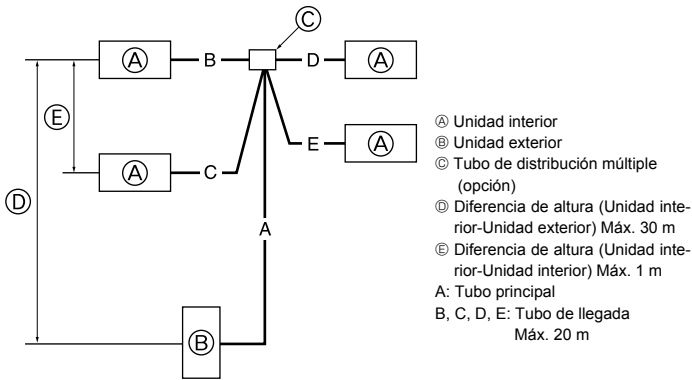 Ⓒ
Ⓐ B D Ⓐ
Ⓔ
Ⓐ C E Ⓐ
Ⓓ
A
Ⓑ
Ⓐ Unidad interior
Ⓑ Unidad exterior
Ⓒ Tubo de distribución múltiple
(opción)
Ⓓ Diferencia de altura (Unidad inte-
rior-Unidad exterior) Máx. 30 m
Ⓔ Diferencia de altura (Unidad inte-
rior-Unidad interior) Máx. 1 m
A: Tubo principal
B, C, D, E: Tubo de llegada
Máx. 20 m